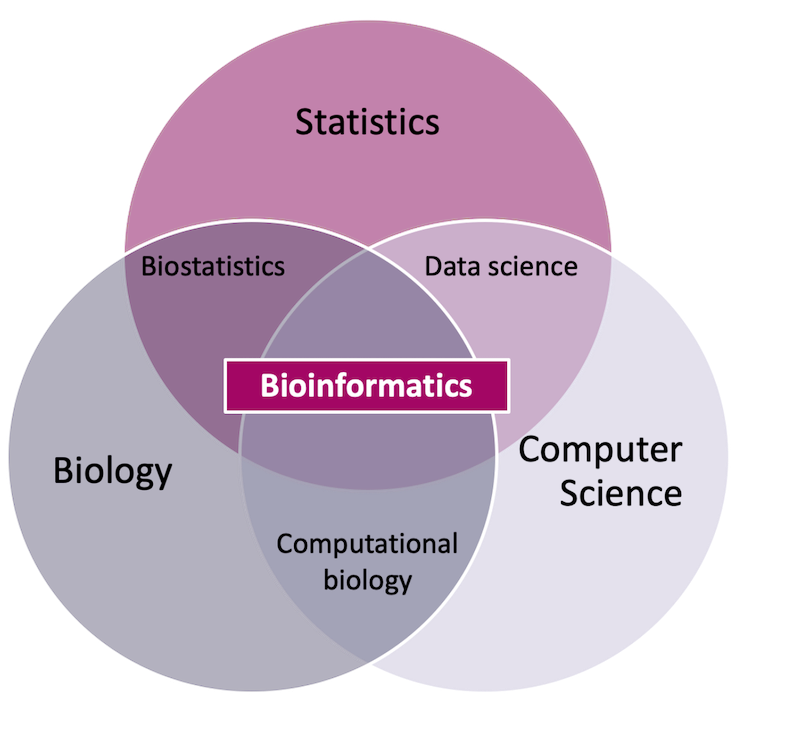 Statistics
Biostatistics
Data science
Bioinformatics
Biology
Computer
Science
Computational
biology